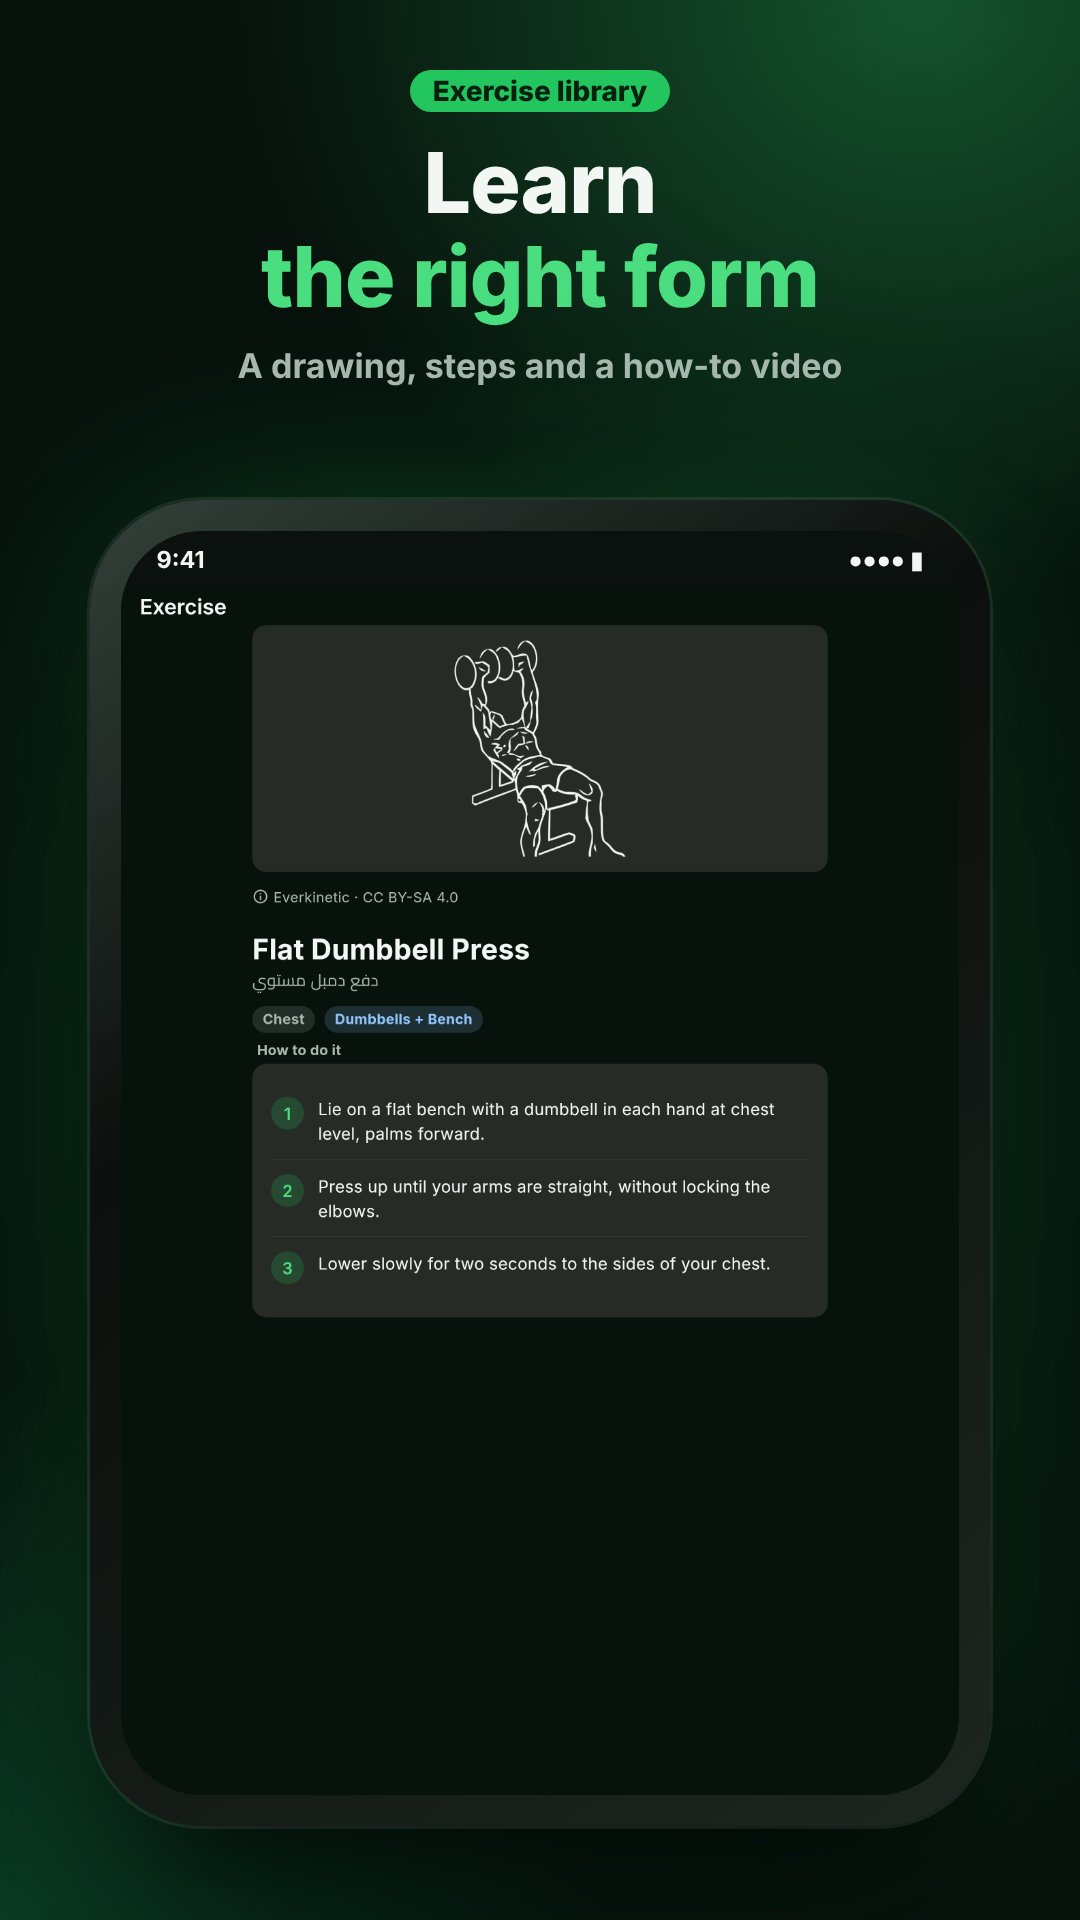 Exercise library
Learn
the right form
A drawing, steps and a how-to video
9:41
Exercise
Everkinetic · CC BY-SA 4.0
Flat Dumbbell Press
دفع دمبل مستوي
Chest
Dumbbells + Bench
How to do it
1 Lie on a flat bench with a dumbbell in each hand at chest
level, palms forward.
2 Press up until your arms are straight, without locking the
elbows.
3 Lower slowly for two seconds to the sides of your chest.